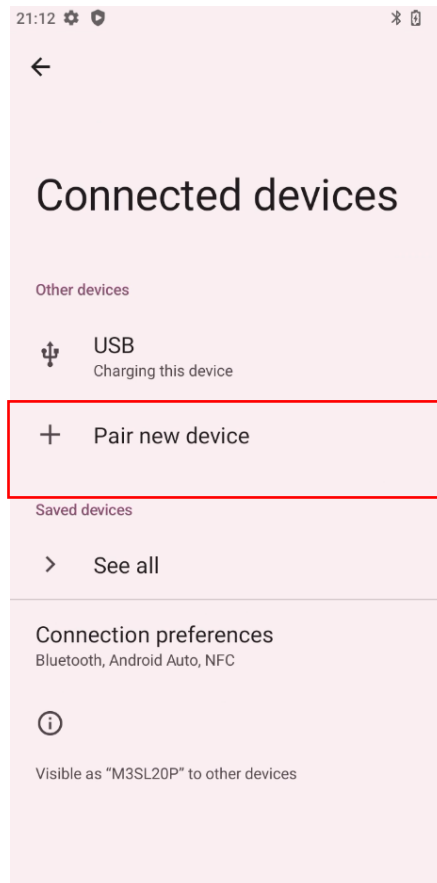 21:12
Connected devices
Other devices
USB
Charging this device
Pair new device
Saved devices
See all
Connection preferences
Bluetooth, Android Auto, NFC
Visible as “M3SL20P” to other devices